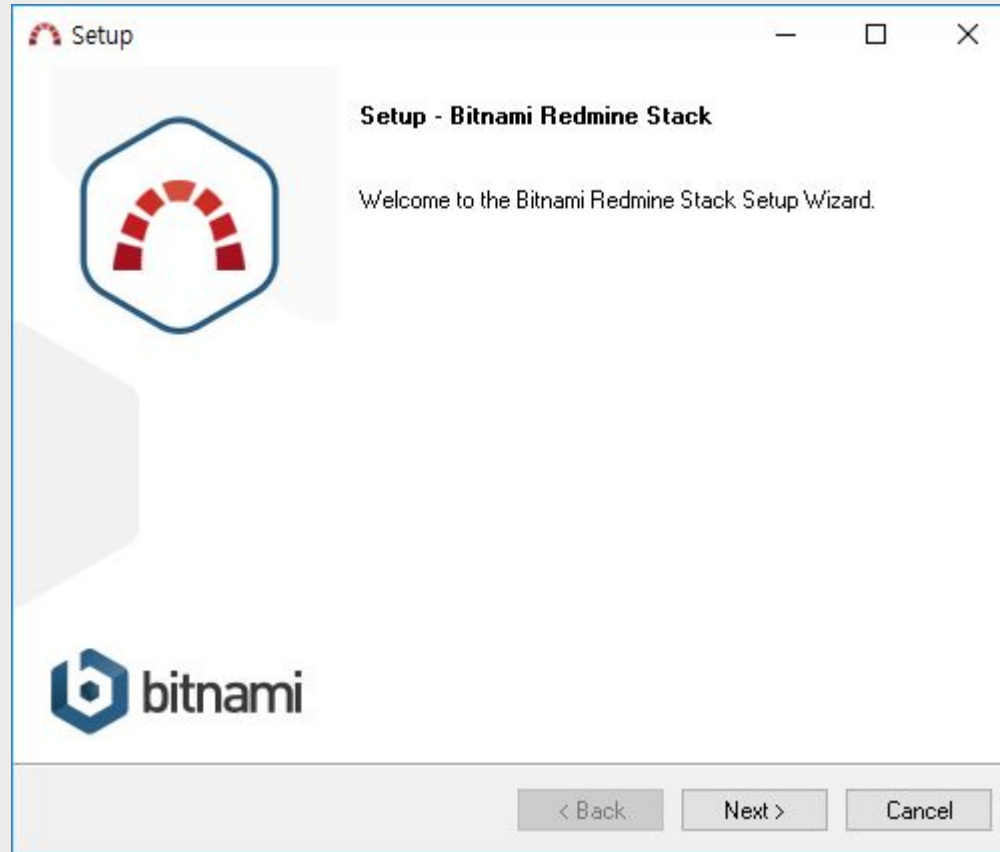 Setup
Setup - Bitnami Redmine Stack
Welcome to the Bitnami Redmine Stack Setup Wizard.
bitnami
< Back
Next >
Cancel